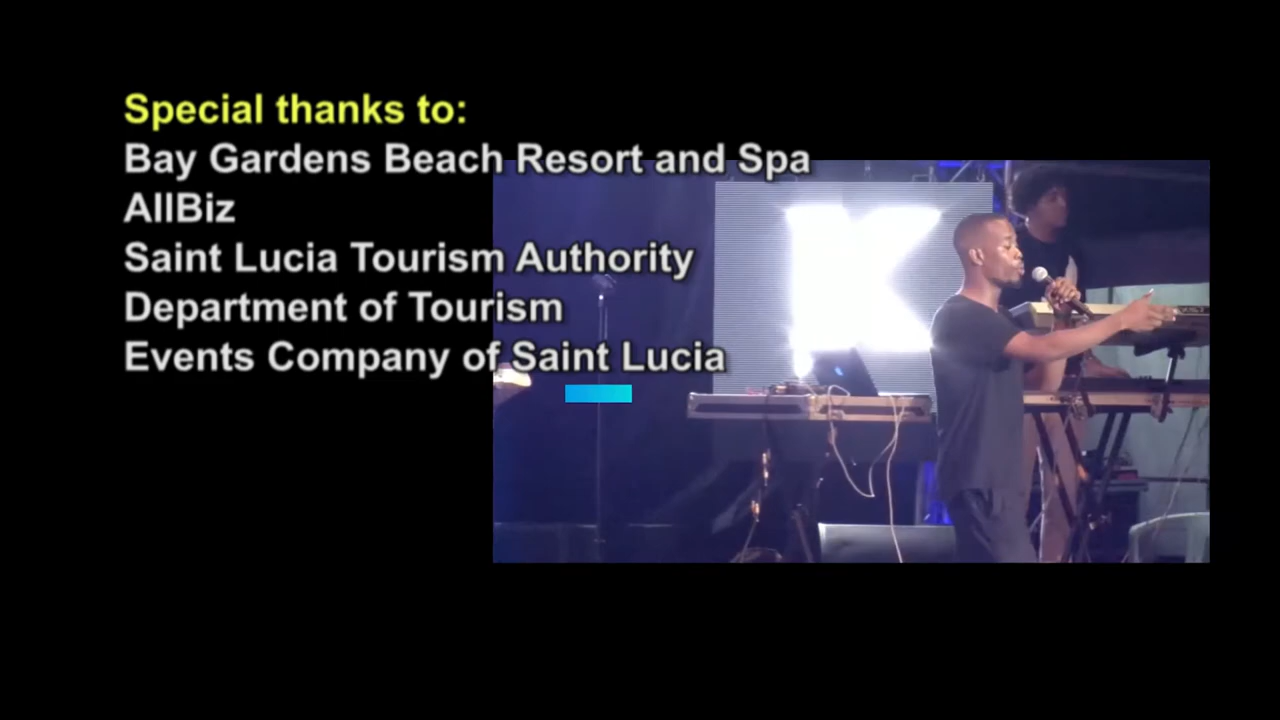 Special thanks to:
Bay Gardens Beach Resort and Spa
AllBiz
Saint Lucia Tourism Authority
Department of Tourism
Events Company of Saint Lucia
K